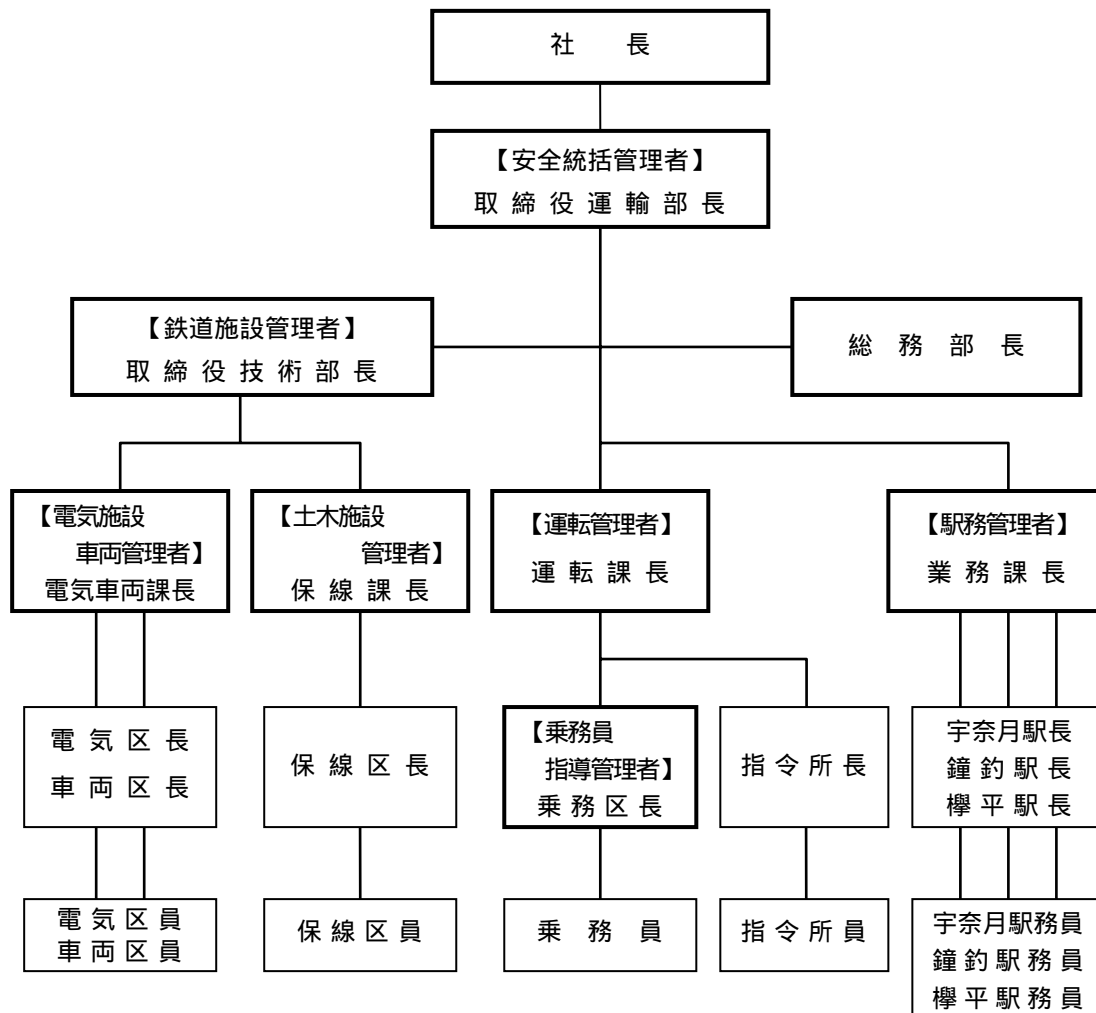 社長
【安全統括管理者】
取締役運輸部長
【鉄道施設管理者】
取締役技術部長
総務部長
【電気施設
車両管理者】
電気車両課長
【土木施設
管理者】
保線課長
【運転管理者】
運転課長
【駅務管理者】
業務課長
電気区長
車両区長
保線区長
【乗務員
指導管理者】
乗務区長
指令所長
宇奈月駅長
鐘釣駅長
欅平駅長
電気区員
車両区員
保線区員
乗務員
指令所員
宇奈月駅務員
鐘釣駅務員
欅平駅務員